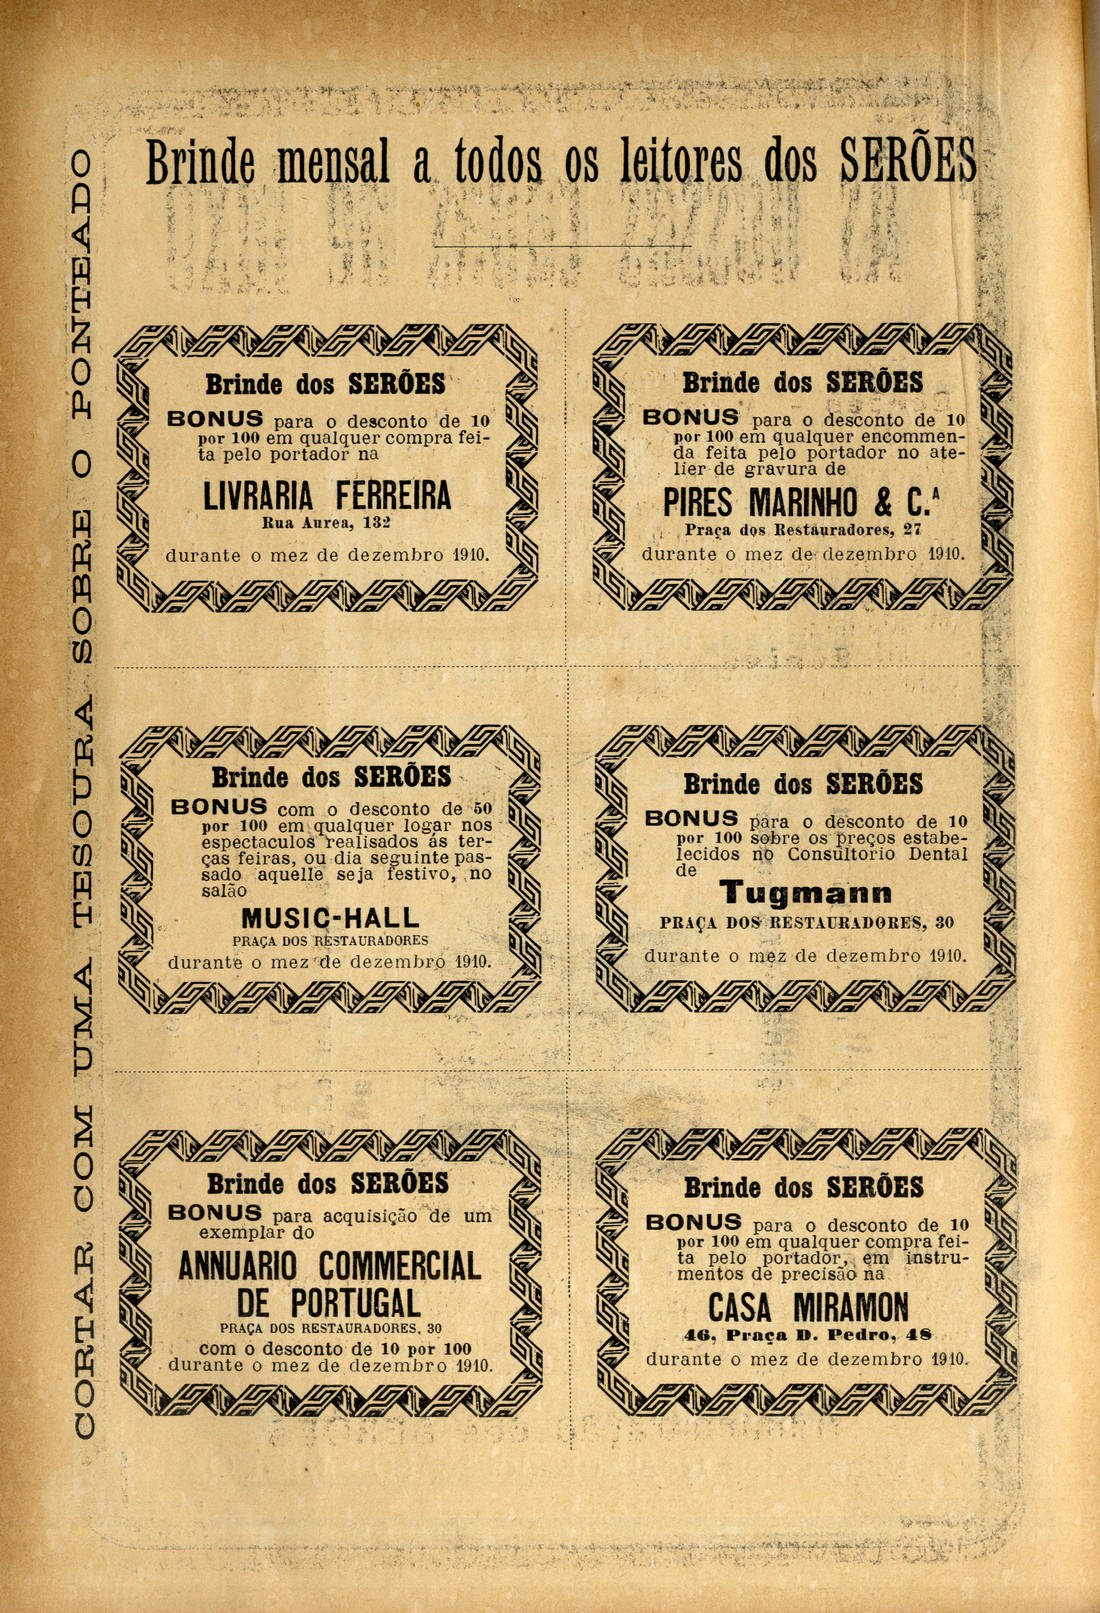 Brinde mensal a todos os leitores dos SERÕES
CORTAR COM UMA TESOURA SOBRE O PONTEADO
Brinde dos SERÕES
BONUS para o desconto de 10
por 100 em qualquer compra fei-
ta pelo portador na
LIVRARIA FERREIRA
Rua Aurea, 132
durante o mez de dezembro 1910.
Brinde dos SERÕES
BONUS para o desconto de 10
por 100 em qualquer encommen-
da feita pelo portador no ate-
lier de gravura de
PIRES MARINHO & C.ª
Praça dos Restauradores, 27
durante o mez de dezembro 1910.
Brinde dos SERÕES
BONUS com o desconto de 50
por 100 em qualquer logar nos
espectaculos realisados ás ter-
ças feiras, ou dia seguinte pas-
sado aquelle seja festivo, no
salão
MUSIC-HALL
PRAÇA DOS RESTAURADORES
durante o mez de dezembro 1910.
Brinde dos SERÕES
BONUS para o desconto de 10
por 100 sobre os preços estabe-
lecidos no Consultorio Dental
de
Tugmann
PRAÇA DOS RESTAURADORES, 30
durante o mez de dezembro 1910.
Brinde dos SERÕES
BONUS para acquisição de um
exemplar do
ANNUARIO COMMERCIAL
DE PORTUGAL
PRAÇA DOS RESTAURADORES, 30
com o desconto de 10 por 100
durante o mez de dezembro 1910.
Brinde dos SERÕES
BONUS para o desconto de 10
por 100 em qualquer compra fei-
ta pelo portador, em instru-
mentos de precisão na
CASA MIRAMON
46, Praça D. Pedro, 48
durante o mez de dezembro 1910.